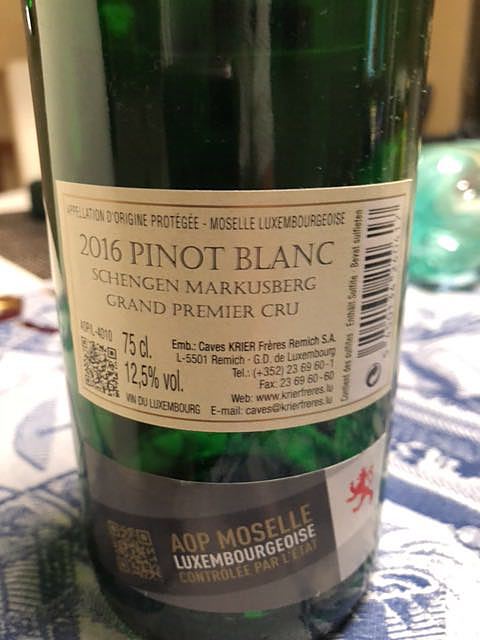 APPELLATION D'ORIGINE PROTÉGÉE - MOSELLE LUXEMBOURGEOISE
2016 PINOT BLANC
SCHENGEN MARKUSBERG
GRAND PREMIER CRU
AOP/L-4010
75 cl.
12,5% vol.
Emb.: Caves KRIER Frères Remich S.A.
L-5501 Remich - G.D. de Luxembourg
Tel.: (+352) 23 69 60-1
Fax: 23 69 60-60
Web: www.krierfreres.lu
VIN DU LUXEMBOURG E-mail: caves@krierfreres.lu
Contient des sulfites Enthält Sulfite Bevat sulfieten
AOP MOSELLE
LUXEMBOURGEOISE
CONTRÔLÉE PAR L'ÉTAT